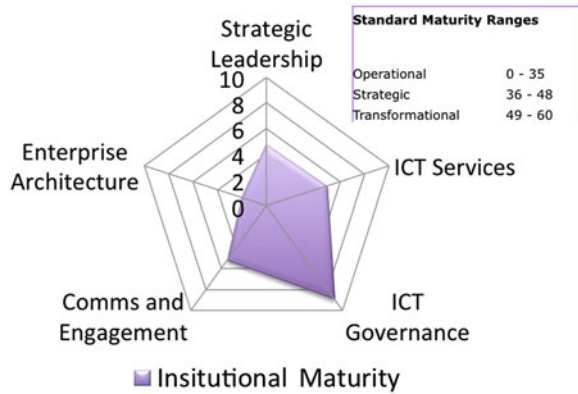 Strategic
Leadership
10
8
6
4
2
0
Standard Maturity Ranges
Operational 0 - 35
Strategic 36 - 48
Transformational 49 - 60
Enterprise
Architecture
ICT Services
Comms and
Engagement
ICT
Governance
Insitutional Maturity